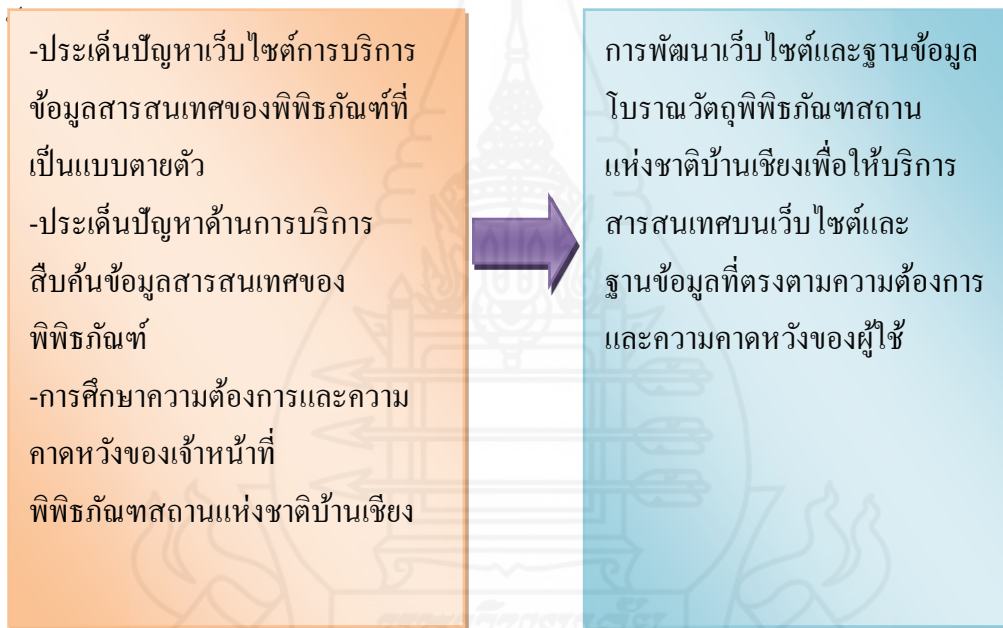 -ประเด็นปัญหาเว็บไซต์การบริการ
ข้อมูลสารสนเทศของพิพิธภัณฑ์ที่
เป็นแบบตายตัว
-ประเด็นปัญหาด้านการบริการ
สืบค้นข้อมูลสารสนเทศของ
พิพิธภัณฑ์
-การศึกษาความต้องการและความ
คาดหวังของเจ้าหน้าที่
พิพิธภัณฑสถานแห่งชาติบ้านเชียง
การพัฒนาเว็บไซต์และฐานข้อมูล
โบราณวัตถุพิพิธภัณฑสถาน
แห่งชาติบ้านเชียงเพื่อให้บริการ
สารสนเทศบนเว็บไซต์และ
ฐานข้อมูลที่ตรงตามความต้องการ
และความคาดหวังของผู้ใช้